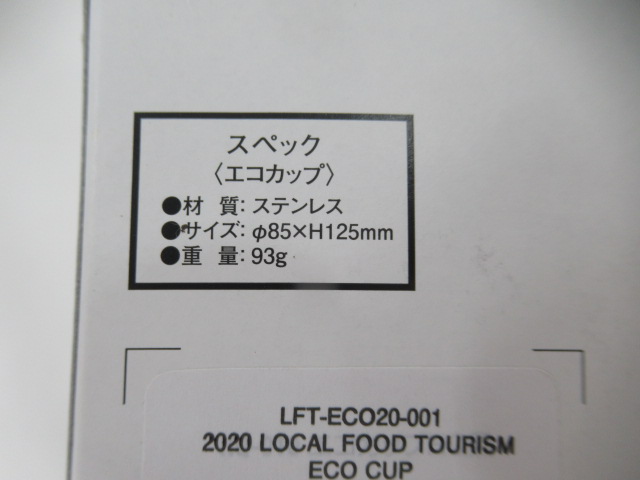 スペック
〈エコカップ〉
●材 質：ステンレス
●サイズ：φ85×H125mm
●重 量：93g
LFT-ECO20-001
2020 LOCAL FOOD TOURISM
ECO CUP